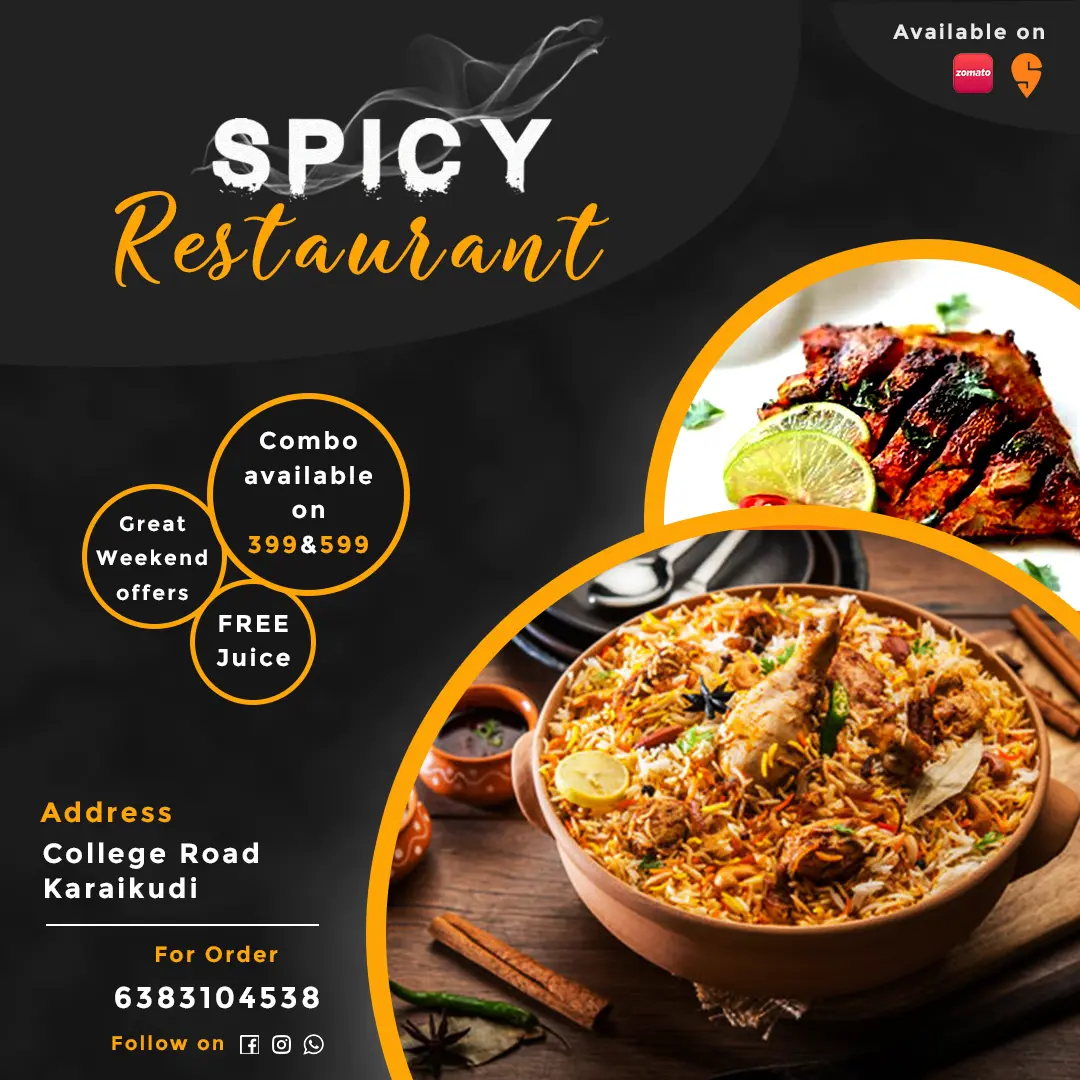 Available on
zomato
SPICY
Restaurant
Combo
available
on
399&599
Great
Weekend
offers
FREE
Juice
Address
College Road
Karaikudi
For Order
6383104538
Follow on